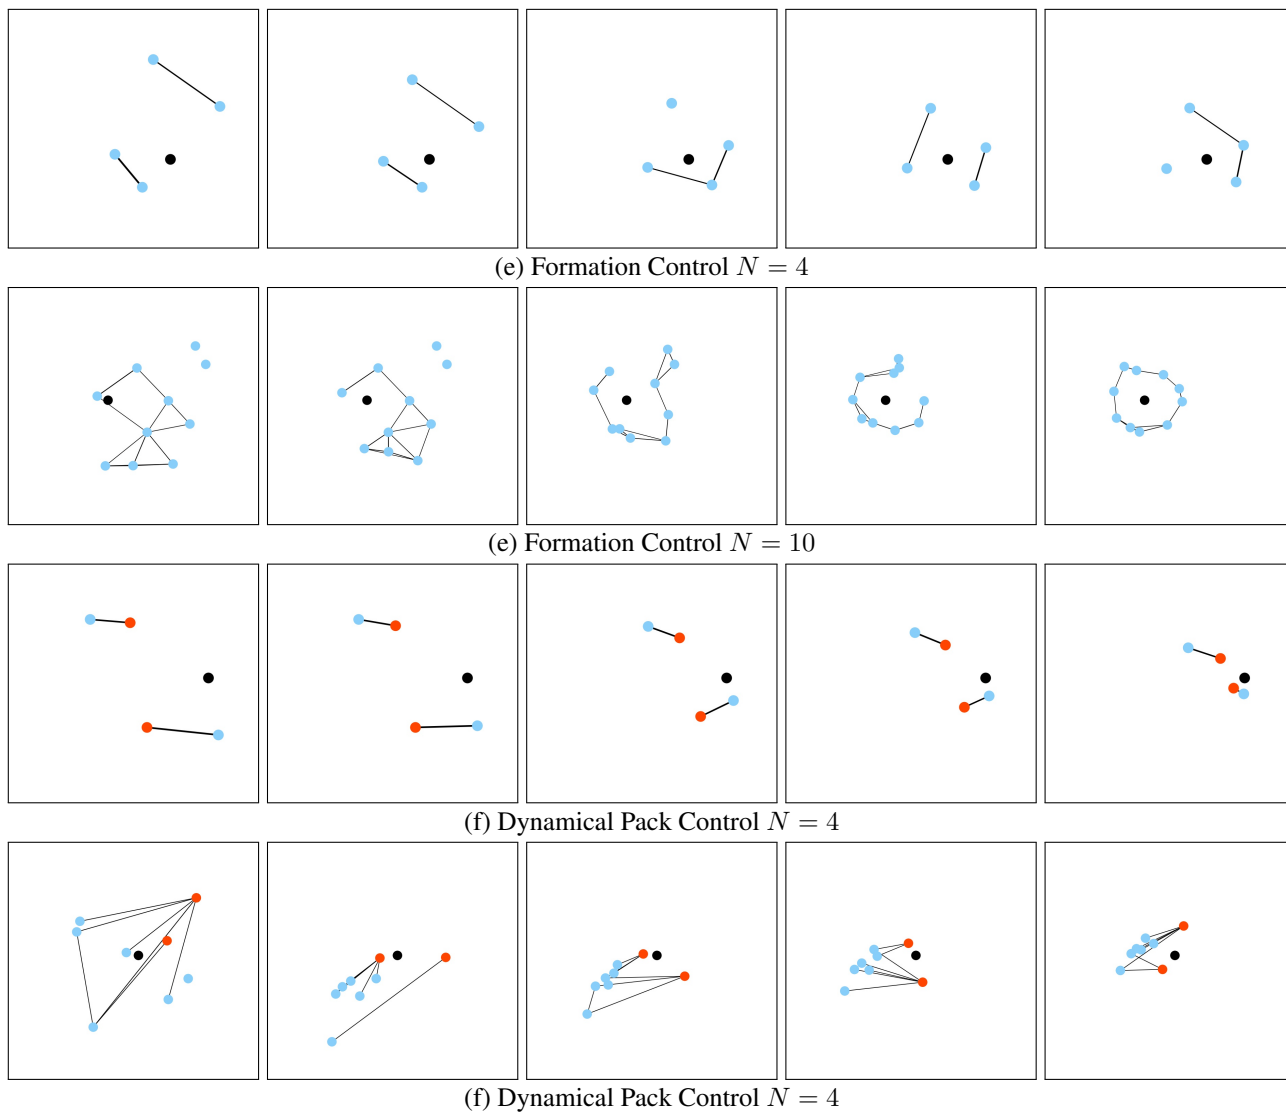 (e) Formation Control N = 4
(e) Formation Control N = 10
(f) Dynamical Pack Control N = 4
(f) Dynamical Pack Control N = 4